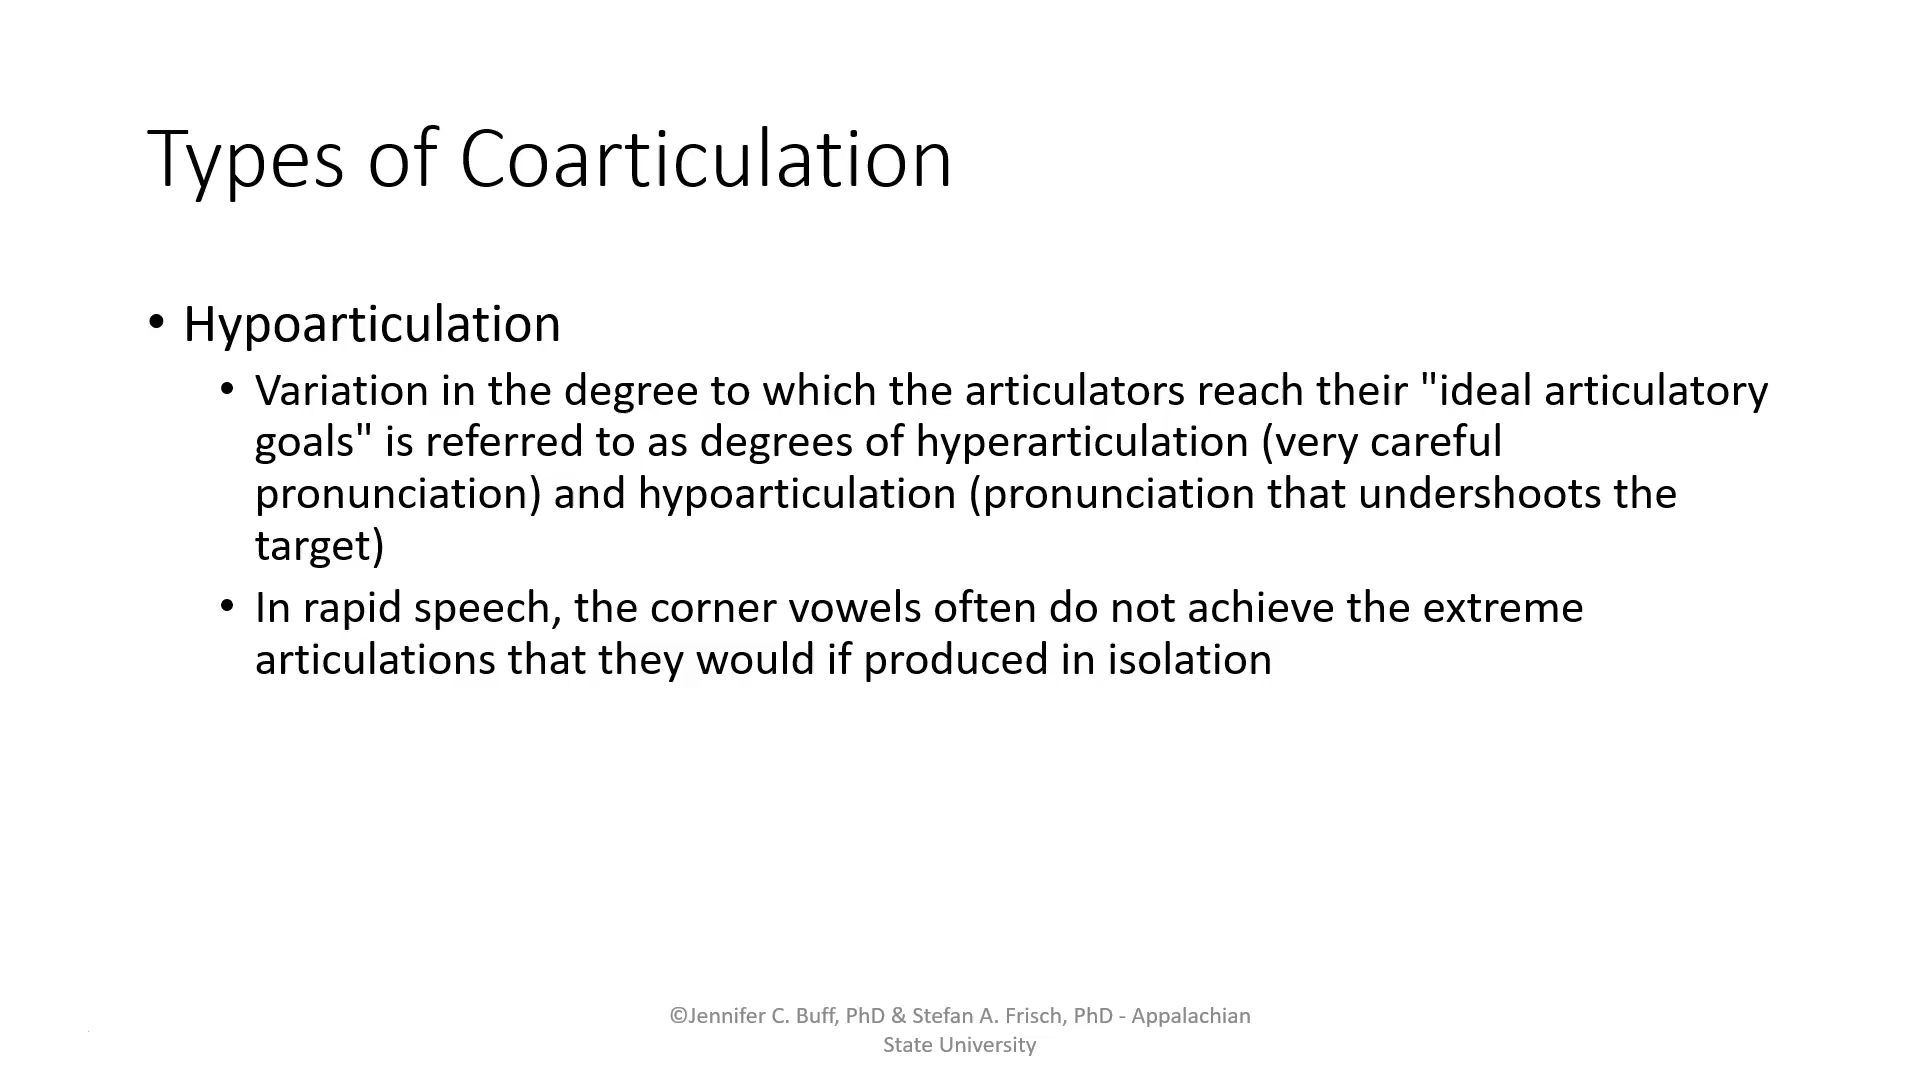 Types of Coarticulation
• Hypoarticulation
• Variation in the degree to which the articulators reach their "ideal articulatory
goals" is referred to as degrees of hyperarticulation (very careful
pronunciation) and hypoarticulation (pronunciation that undershoots the
target)
• In rapid speech, the corner vowels often do not achieve the extreme
articulations that they would if produced in isolation
©Jennifer C. Buff, PhD & Stefan A. Frisch, PhD - Appalachian
State University